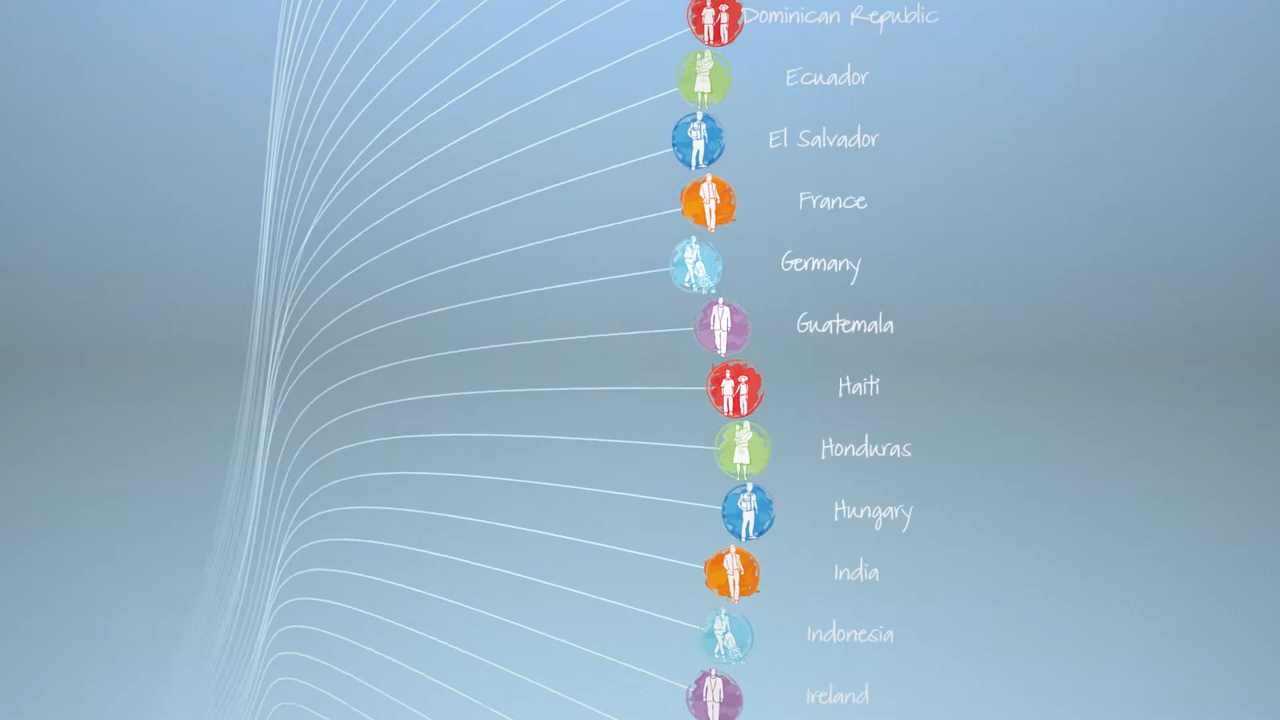 Dominican Republic
Ecuador
El Salvador
France
Germany
Guatemala
Haiti
Honduras
Hungary
India
Indonesia
Ireland